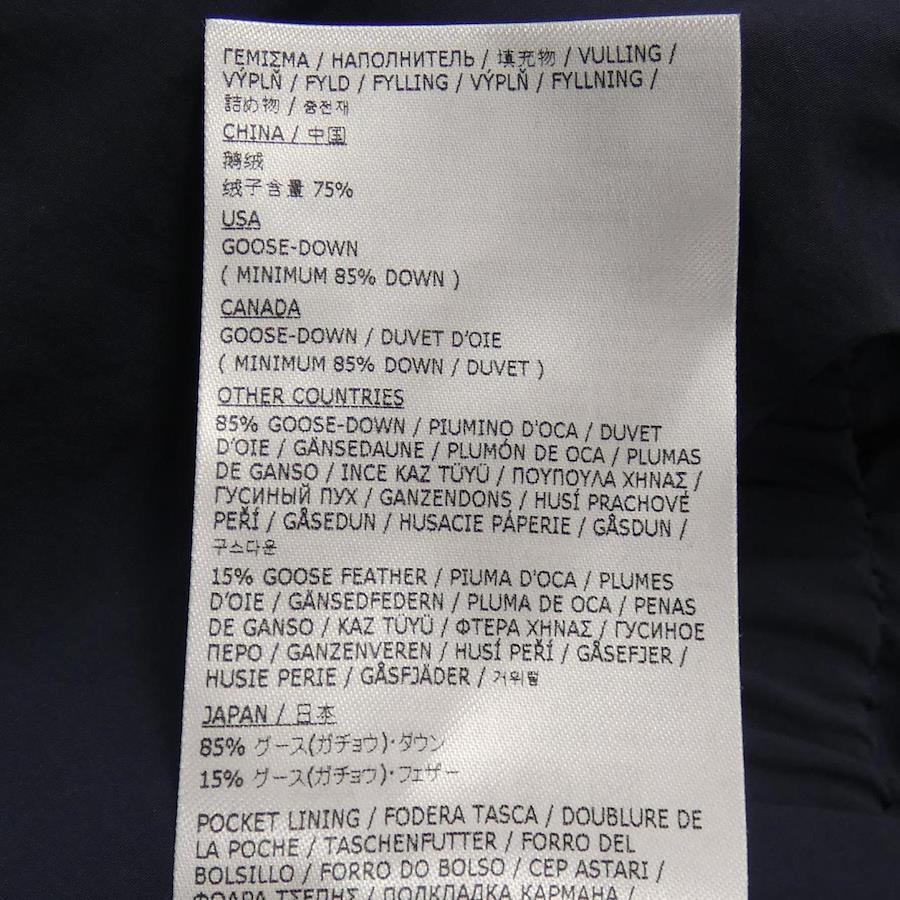 ΓΕΜΙΣΜΑ / НАПОЛНИТЕЛЬ / 填充物 / VULLING /
VÝPLŇ / FYLD / FYLLING / VÝPLŇ / FYLLNING /
詰め物 / 충전재
CHINA / 中国
鹅绒
绒子含量 75%
USA
GOOSE-DOWN
( MINIMUM 85% DOWN )
CANADA
GOOSE-DOWN / DUVET D'OIE
( MINIMUM 85% DOWN / DUVET )
OTHER COUNTRIES
85% GOOSE-DOWN / PIUMINO D'OCA / DUVET
D'OIE / GÄNSEDAUNE / PLUMÓN DE OCA / PLUMAS
DE GANSO / INCE KAZ TÜYÜ / ΠΟΥΠΟΥΛΑ ΧΗΝΑΣ /
ГУСИНЫЙ ПУХ / GANZENDONS / HUSÍ PRACHOVÉ
PEŘÍ / GÅSEDUN / HUSACIE PÁPERIE / GÅSDUN /
구스다운
15% GOOSE FEATHER / PIUMA D'OCA / PLUMES
D'OIE / GÄNSEDFEDERN / PLUMA DE OCA / PENAS
DE GANSO / KAZ TÜYÜ / ΦΤΕΡΑ ΧΗΝΑΣ / ГУСИНОЕ
ПЕРО / GANZENVEREN / HUSÍ PEŘÍ / GÅSEFJER /
HUSIE PERIE / GÅSFJÄDER / 거위털
JAPAN / 日本
85% グース(ガチョウ)・ダウン
15% グース(ガチョウ)・フェザー
POCKET LINING / FODERA TASCA / DOUBLURE DE
LA POCHE / TASCHENFUTTER / FORRO DEL
BOLSILLO / FORRO DO BOLSO / CEP ASTARI /
ΦΟΔΡΑ ΤΣΕΠΗΣ / ПОДКЛАДКА КАРМАНА /